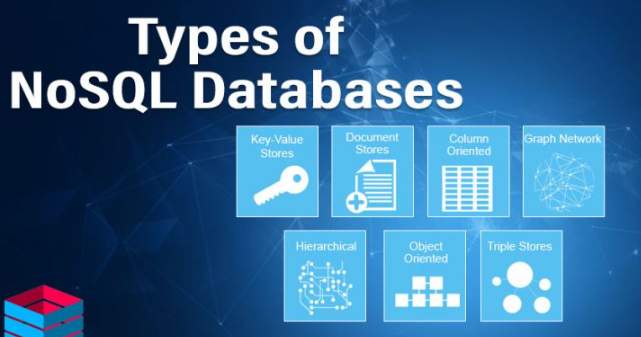 Types of
NoSQL Databases
Key-Value
Stores
Document
Stores
Column
Oriented
Graph Network
Hierarchical
Object
Oriented
Triple Stores